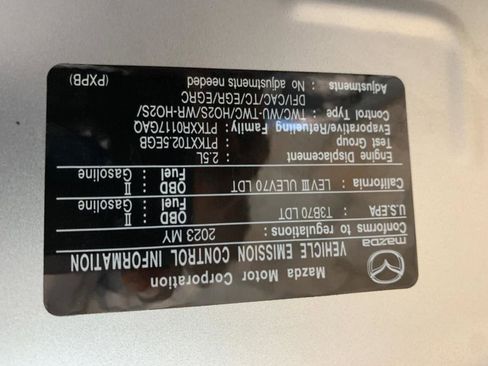 Mazda Motor Corporation
mazda
VEHICLE EMISSION CONTROL INFORMATION
Conforms to regulations: 2023 MY
U.S.EPA : T3B70 LDT OBD II Fuel : Gasoline
California : LEV III ULEV70 LDT OBD II Fuel : Gasoline
Engine Displacement : 2.5L
Test Group : PTKXT02.5EGB
Evaporative/Refueling Family: PTKXR0117GAQ
Control Type : TWC/WU-TWC/HO2S/WR-HO2S/
DFI/CAC/TC/EGR/EGRC
Adjustments : No adjustments needed
(PXPB)